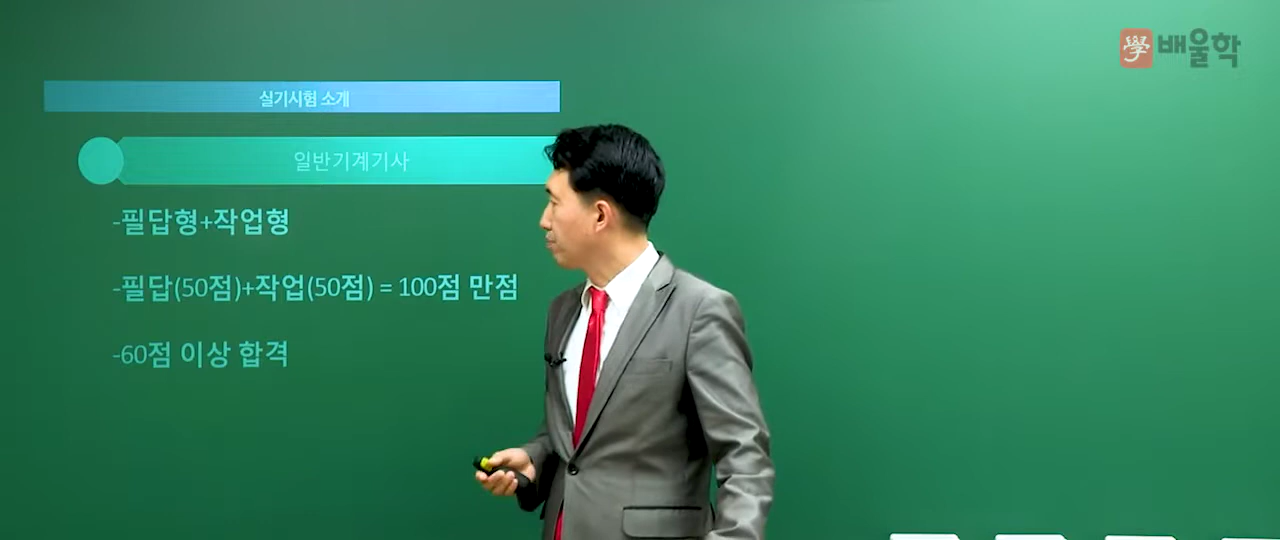 學 배울학
실기시험 소개
일반기계기사
-필답형+작업형
-필답(50점)+작업(50점) = 100점 만점
-60점 이상 합격